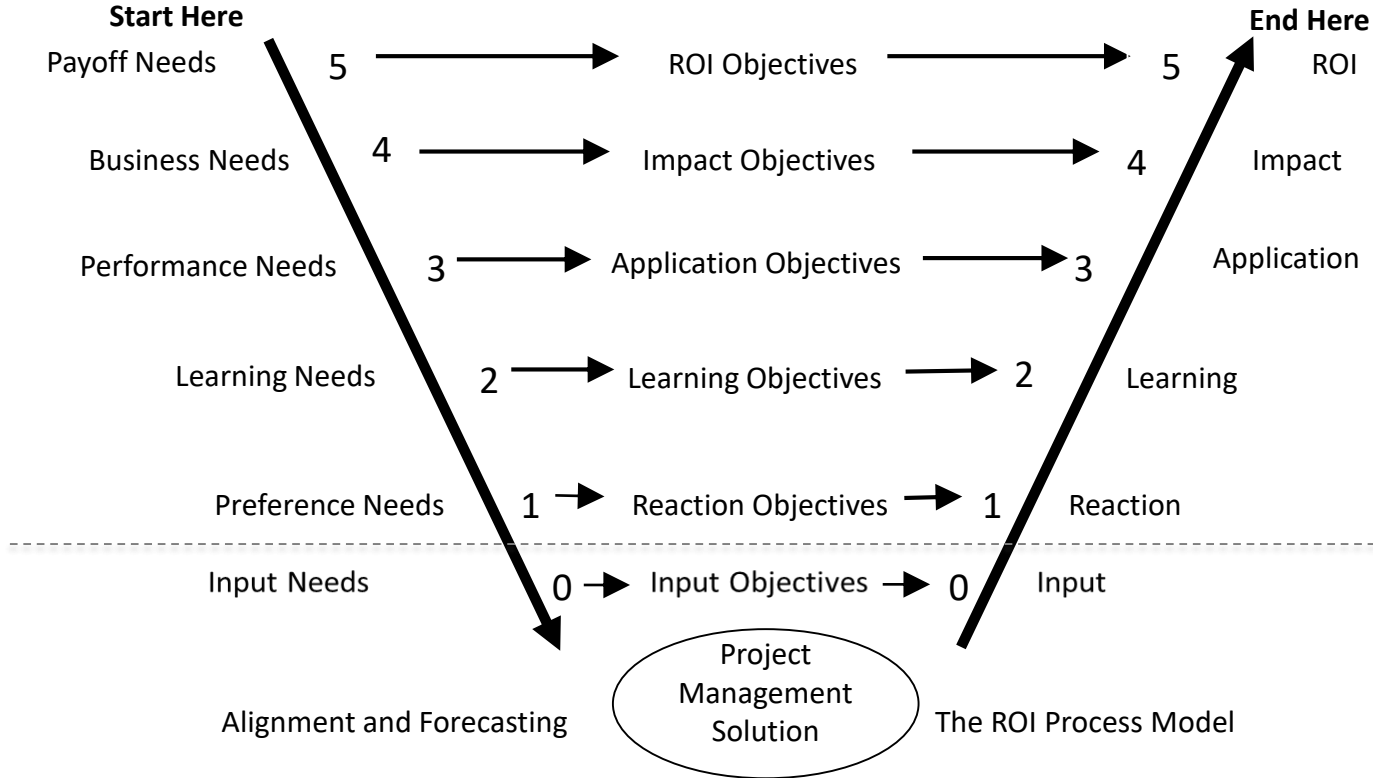 Start Here End Here
Payoff Needs 5 ROI Objectives 5 ROI
Business Needs 4 Impact Objectives 4 Impact
Performance Needs 3 Application Objectives 3 Application
Learning Needs 2 Learning Objectives 2 Learning
Preference Needs 1 Reaction Objectives 1 Reaction
Input Needs 0 Input Objectives 0 Input
Project
Management
Solution
Alignment and Forecasting The ROI Process Model